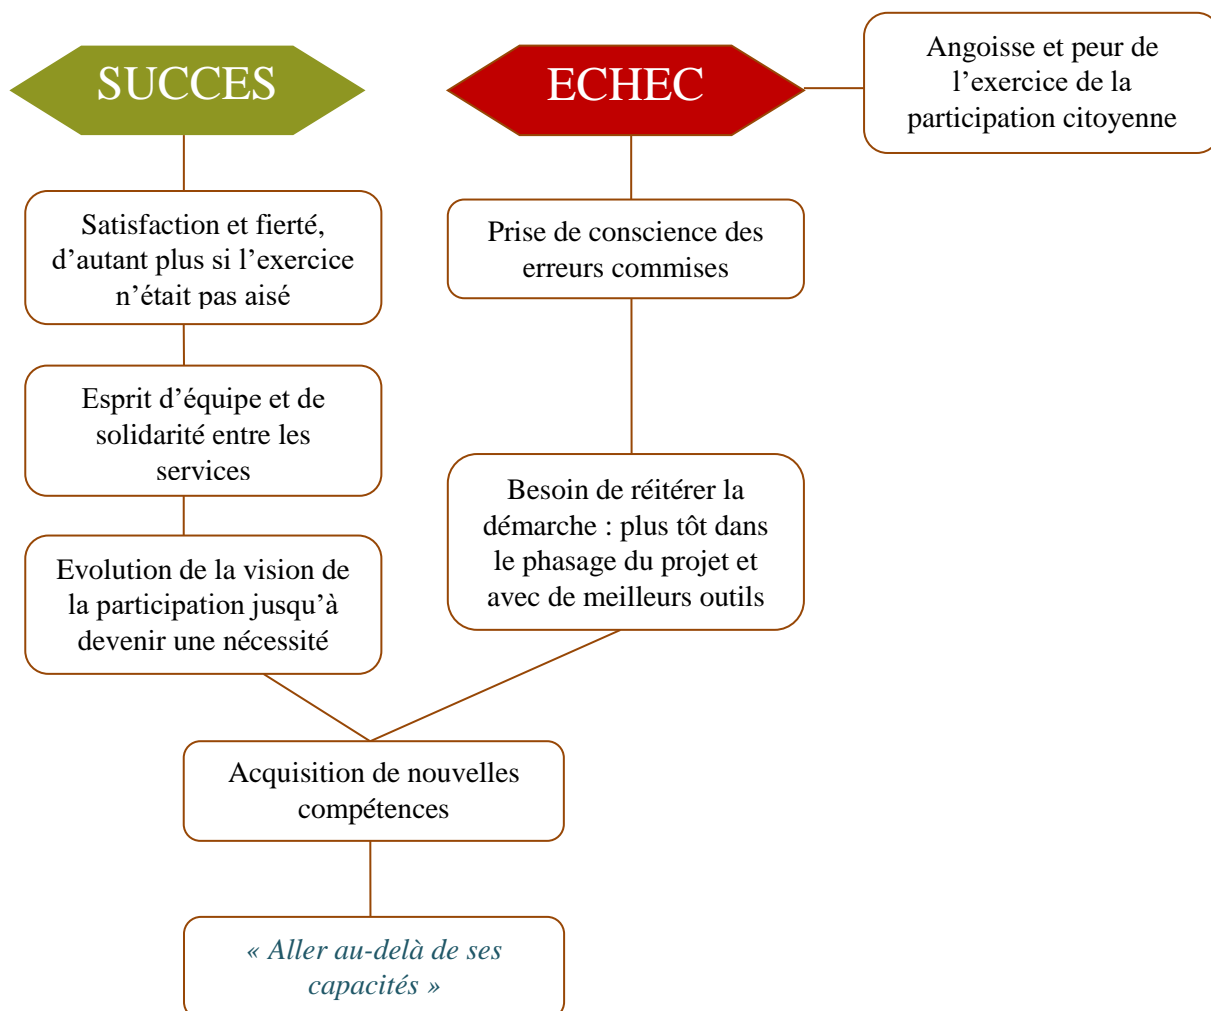 SUCCES
ECHEC
Angoisse et peur de
l’exercice de la
participation citoyenne
Satisfaction et fierté,
d’autant plus si l’exercice
n’était pas aisé
Prise de conscience des
erreurs commises
Esprit d’équipe et de
solidarité entre les
services
Besoin de réitérer la
démarche : plus tôt dans
le phasage du projet et
avec de meilleurs outils
Evolution de la vision de
la participation jusqu’à
devenir une nécessité
Acquisition de nouvelles
compétences
« Aller au-delà de ses
capacités »